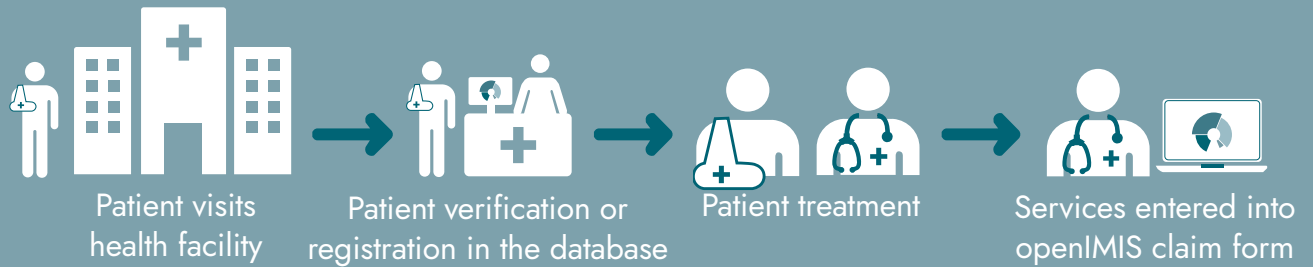 Patient visits
health facility
Patient verification or
registration in the database
Patient treatment
Services entered into
openIMIS claim form